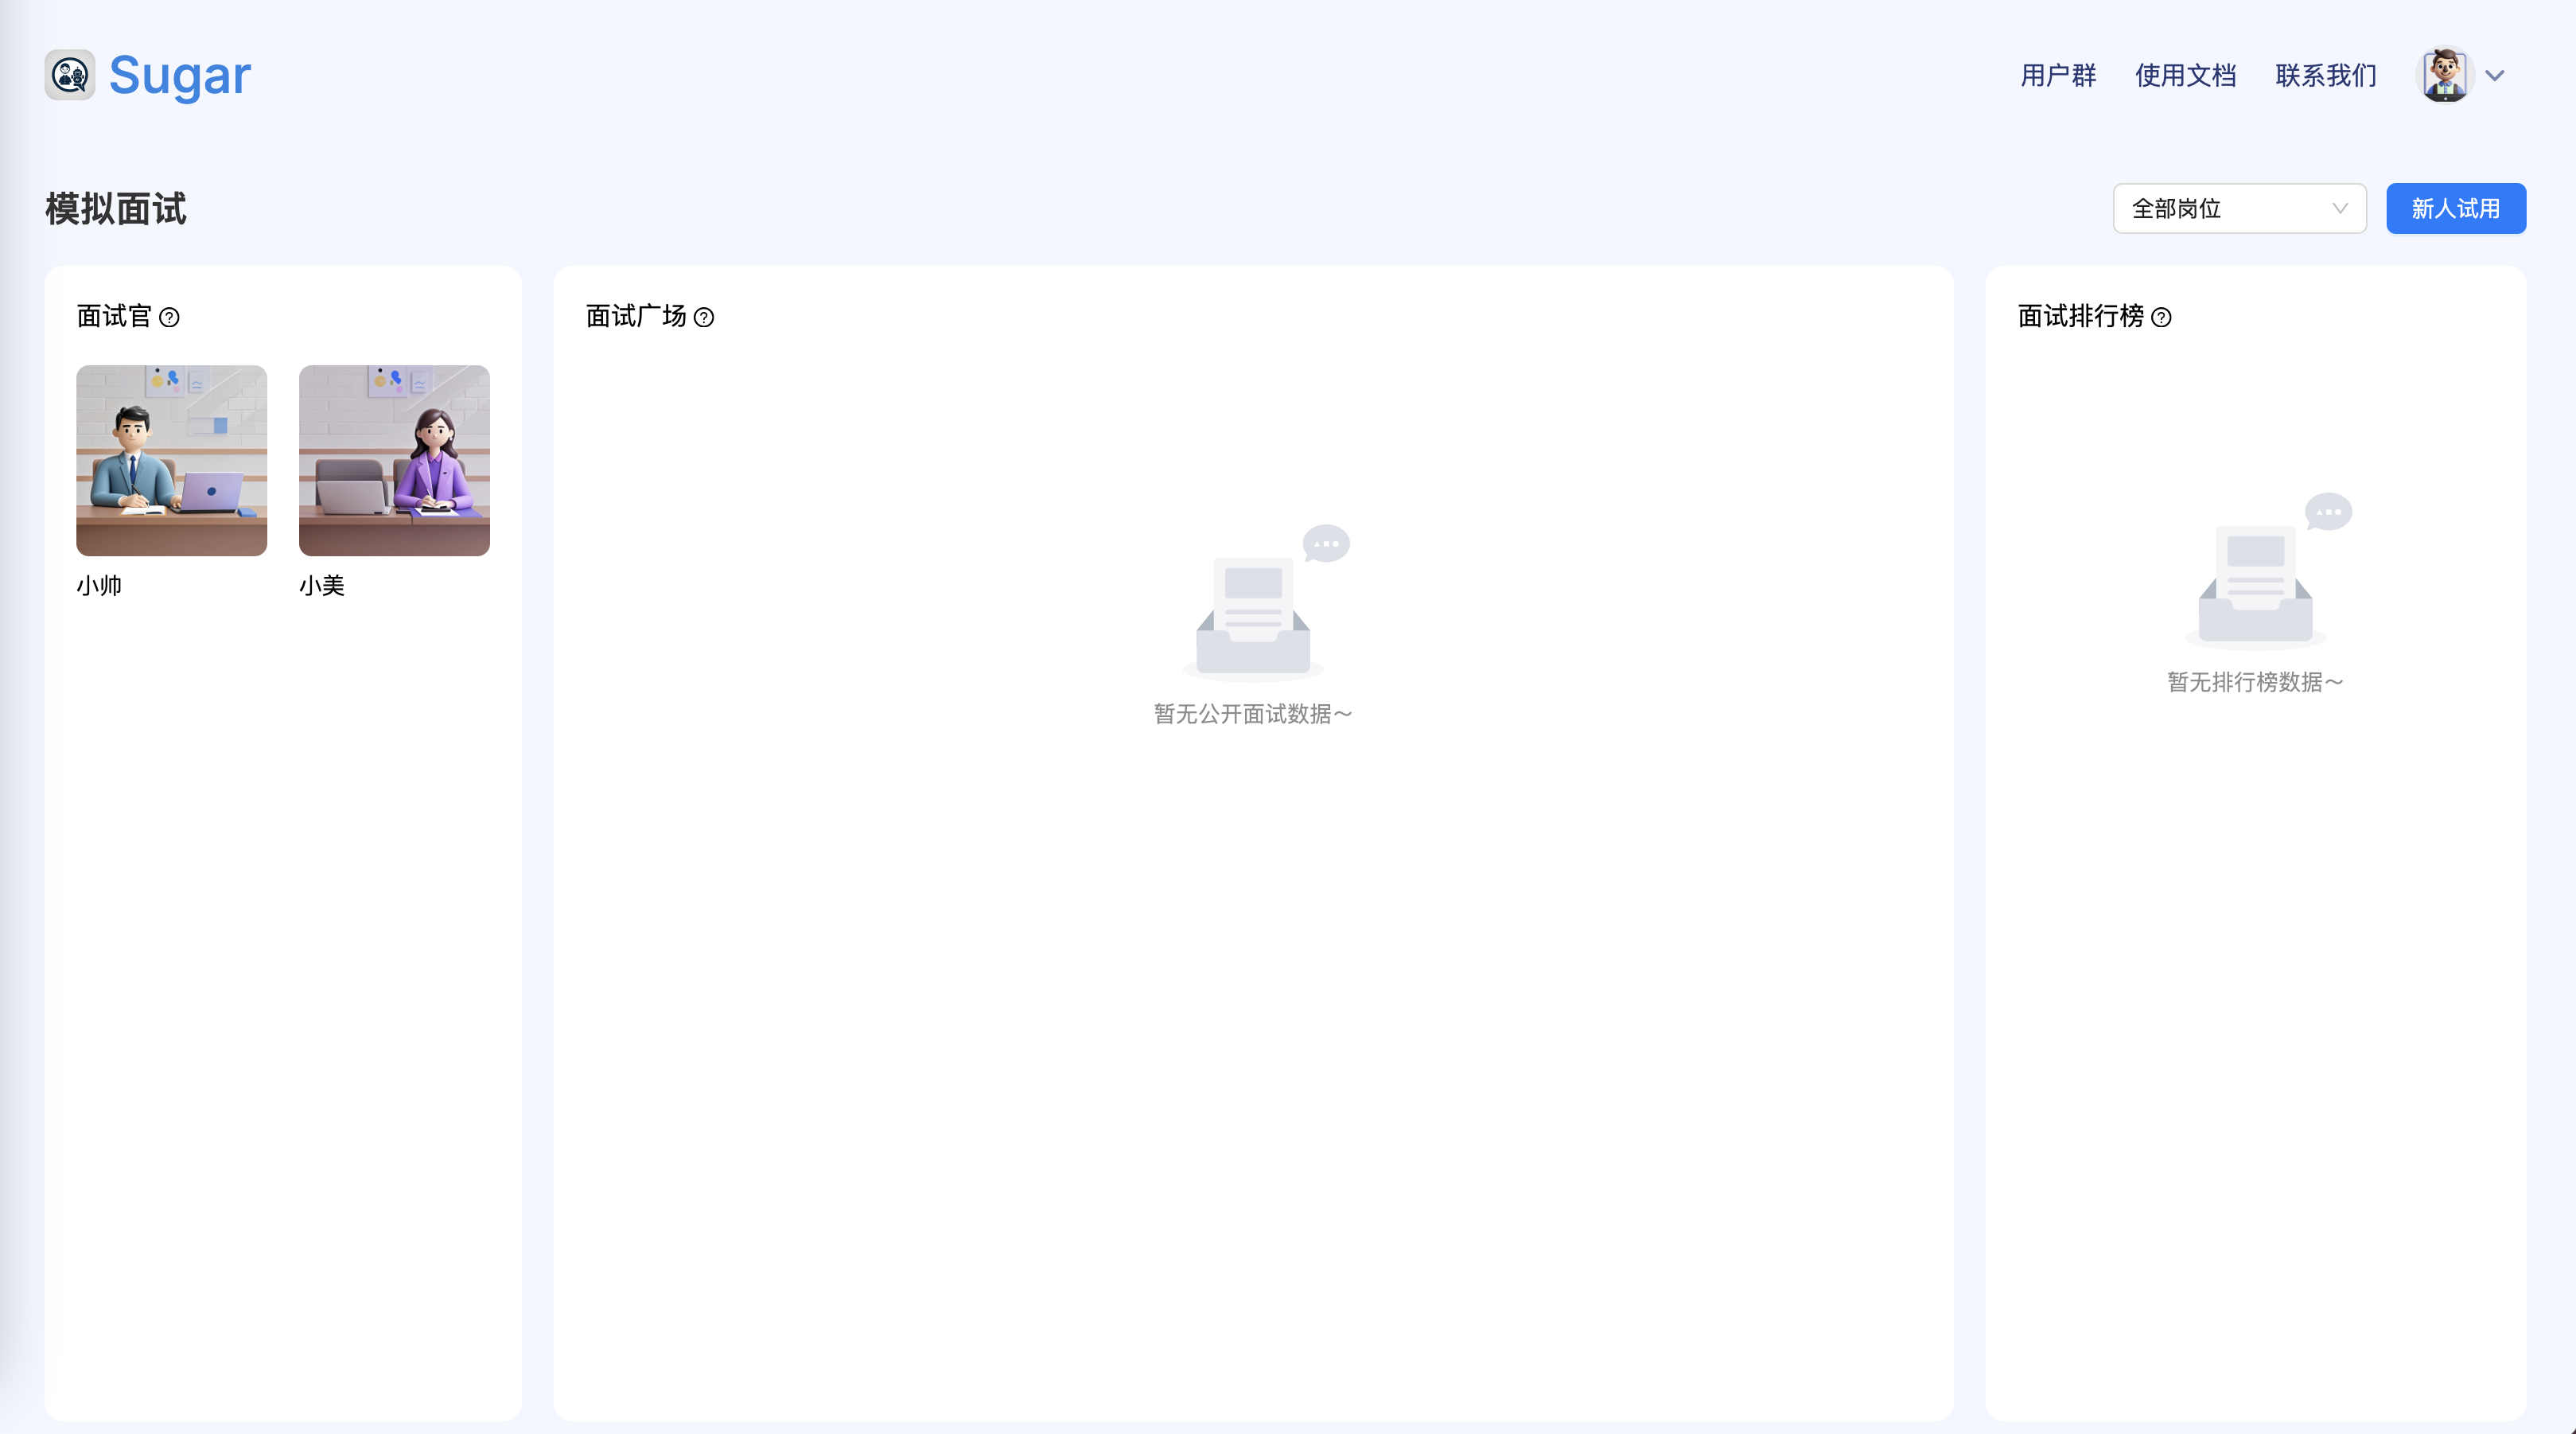 Sugar
用户群 使用文档 联系我们
模拟面试
全部岗位
新人试用
面试官
小帅
小美
面试广场
暂无公开面试数据～
面试排行榜
暂无排行榜数据～